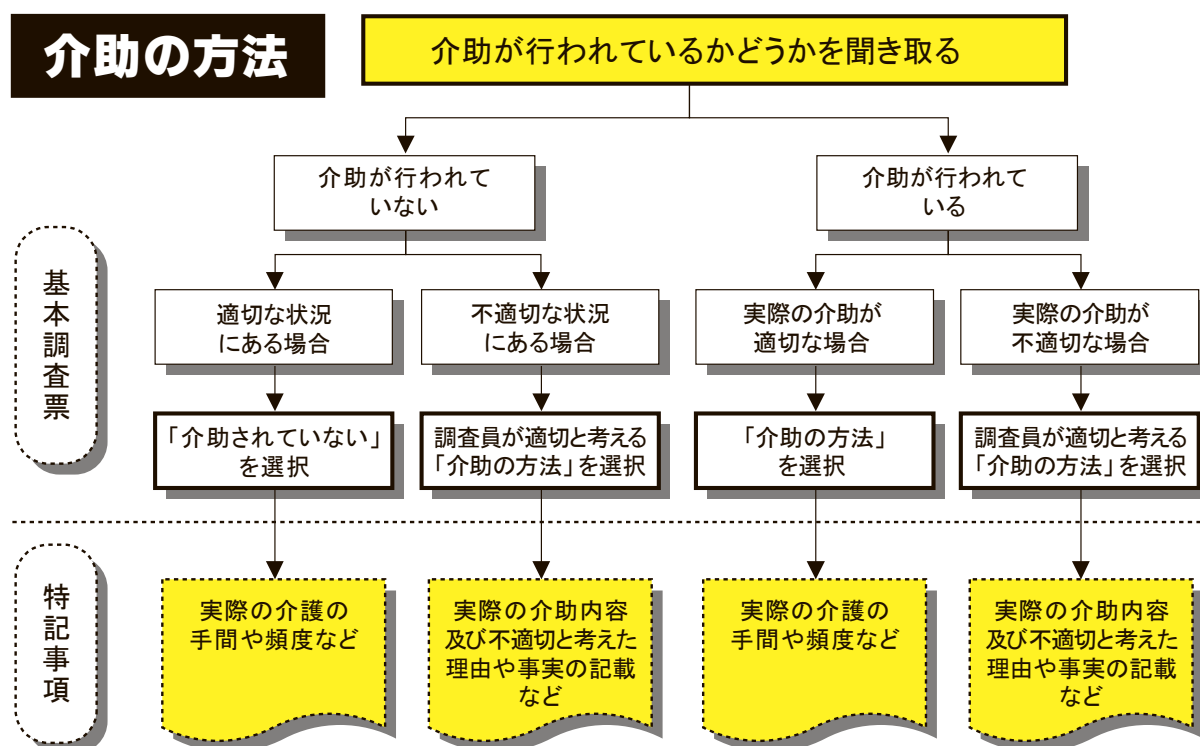 介助の方法
介助が行われているかどうかを聞き取る
介助が行われて
いない
介助が行われて
いる
基本調査票
適切な状況
にある場合
不適切な状況
にある場合
実際の介助が
適切な場合
実際の介助が
不適切な場合
「介助されていない」
を選択
調査員が適切と考える
「介助の方法」を選択
「介助の方法」
を選択
調査員が適切と考える
「介助の方法」を選択
特記事項
実際の介護の
手間や頻度など
実際の介助内容
及び不適切と考えた
理由や事実の記載
など
実際の介護の
手間や頻度など
実際の介助内容
及び不適切と考えた
理由や事実の記載
など